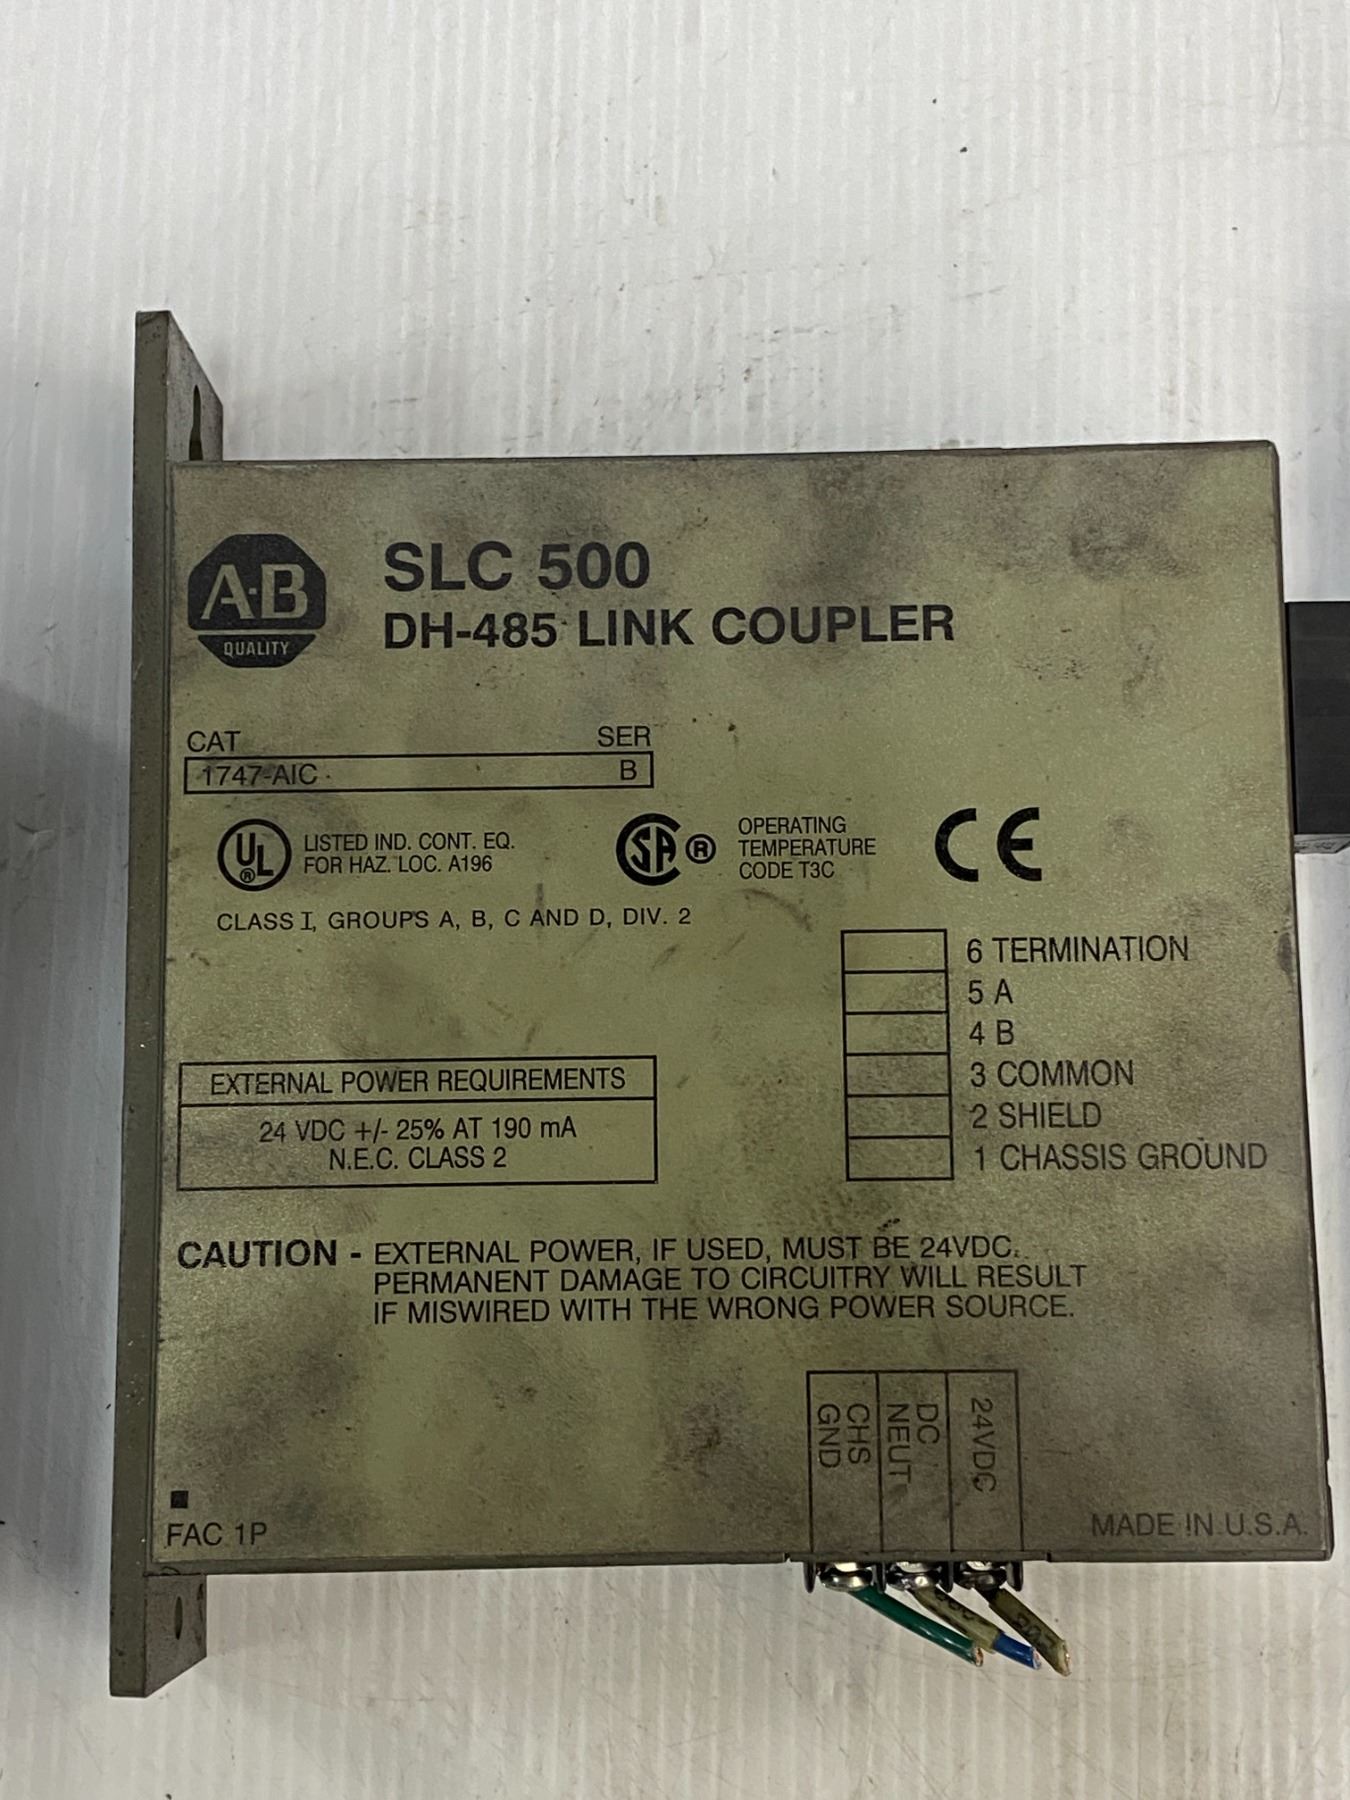 A·B
QUALITY
SLC 500
DH-485 LINK COUPLER
CAT SER
1747-AIC B
UL ®
LISTED IND. CONT. EQ.
FOR HAZ. LOC. A196
SA ®
OPERATING
TEMPERATURE
CODE T3C
CE
CLASS I, GROUPS A, B, C AND D, DIV. 2
6 TERMINATION
5 A
4 B
3 COMMON
2 SHIELD
1 CHASSIS GROUND
EXTERNAL POWER REQUIREMENTS
24 VDC +/- 25% AT 190 mA
N.E.C. CLASS 2
CAUTION - EXTERNAL POWER, IF USED, MUST BE 24VDC.
PERMANENT DAMAGE TO CIRCUITRY WILL RESULT
IF MISWIRED WITH THE WRONG POWER SOURCE.
CHS
GND
DC
NEUT
24VDC
FAC 1P
MADE IN U.S.A.